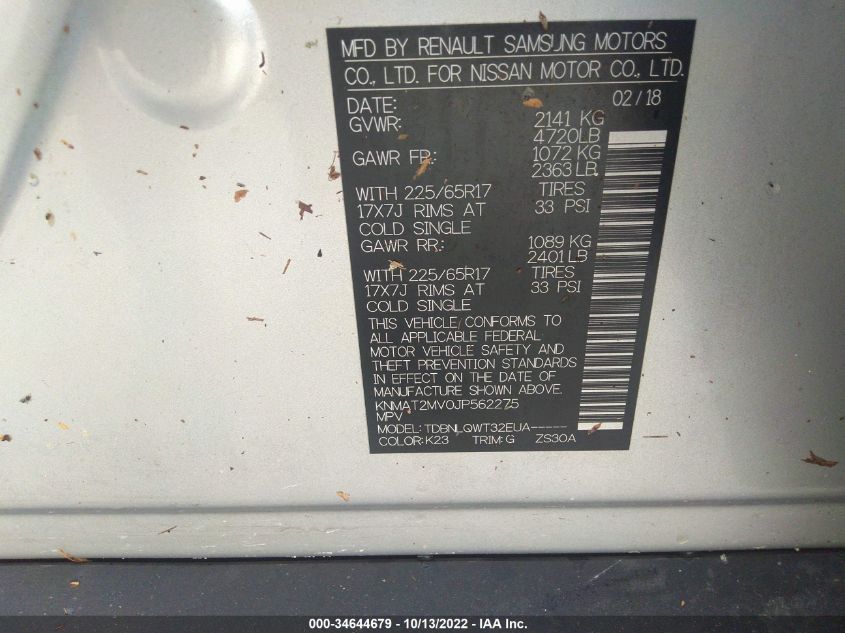 MFD BY RENAULT SAMSUNG MOTORS
CO., LTD. FOR NISSAN MOTOR CO., LTD.
DATE: 02/18
GVWR: 2141 KG
4720LB
GAWR FR: 1072 KG
2363 LB
WITH 225/65R17 TIRES
17X7J RIMS AT 33 PSI
COLD SINGLE
GAWR RR: 1089 KG
2401 LB
WITH 225/65R17 TIRES
17X7J RIMS AT 33 PSI
COLD SINGLE
THIS VEHICLE CONFORMS TO
ALL APPLICABLE FEDERAL
MOTOR VEHICLE SAFETY AND
THEFT PREVENTION STANDARDS
IN EFFECT ON THE DATE OF
MANUFACTURE SHOWN ABOVE.
KNMAT2MV0JP562275
MPV
MODEL: TDBNLQWT32EUA-----
COLOR: K23 TRIM: G ZS30A
000-34644679 - 10/13/2022 - IAAI.COM